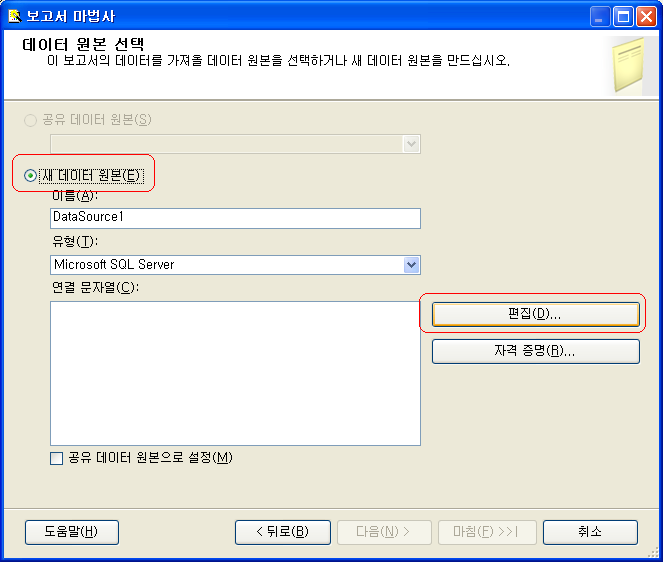 보고서 마법사
데이터 원본 선택
이 보고서의 데이터를 가져올 데이터 원본을 선택하거나 새 데이터 원본을 만드십시오.
공유 데이터 원본(S)
새 데이터 원본(E)
이름(A):
DataSource1
유형(T):
Microsoft SQL Server
연결 문자열(C):
편집(D)...
자격 증명(R)...
공유 데이터 원본으로 설정(M)
도움말(H)
< 뒤로(B)
다음(N) >
마침(F) >>|
취소